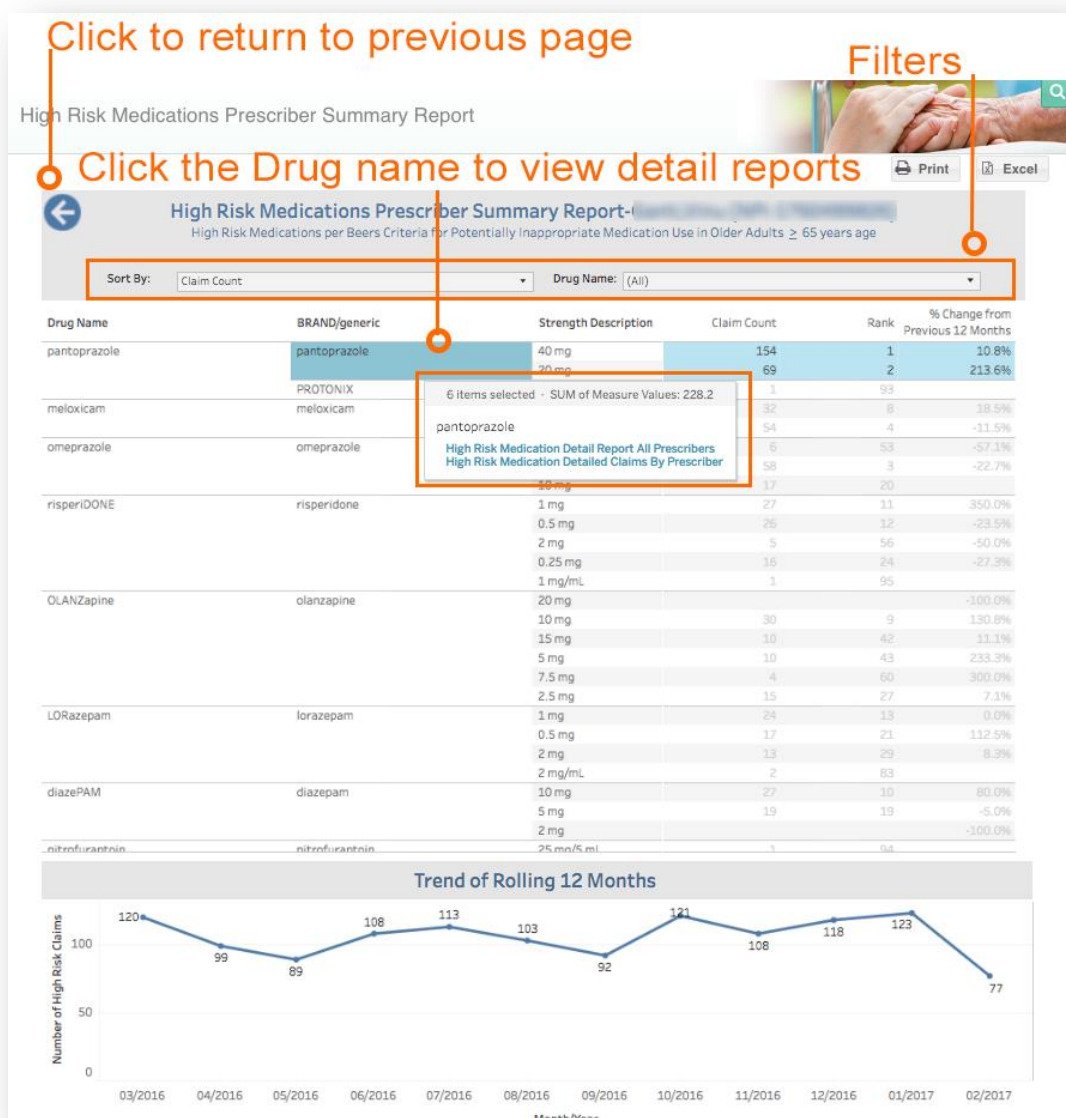 Click to return to previous page
Filters
High Risk Medications Prescriber Summary Report
Click the Drug name to view detail reports
Print Excel
High Risk Medications Prescriber Summary Report-
High Risk Medications per Beers Criteria for Potentially Inappropriate Medication Use in Older Adults ≥ 65 years age
Sort By: Claim Count Drug Name: (All)
% Change from
Drug Name BRAND/generic Strength Description Claim Count Rank Previous 12 Months
pantoprazole pantoprazole 40 mg 154 1 10.8%
20 mg 69 2 213.6%
PROTONIX 1 93
6 items selected · SUM of Measure Values: 228.2
meloxicam meloxicam 32 8 18.5%
54 4 -11.5%
pantoprazole
omeprazole omeprazole 6 53 -57.1%
High Risk Medication Detail Report All Prescribers
High Risk Medication Detailed Claims By Prescriber
58 3 -22.7%
10 mg 17 20
risperiDONE risperidone 1 mg 27 11 350.0%
0.5 mg 26 12 -23.5%
2 mg 5 56 -50.0%
0.25 mg 16 24 -27.3%
1 mg/mL 1 95
OLANZapine olanzapine 20 mg -100.0%
10 mg 30 9 130.8%
15 mg 10 42 11.1%
5 mg 10 43 233.3%
7.5 mg 4 60 300.0%
2.5 mg 15 27 7.1%
LORazepam lorazepam 1 mg 24 13 0.0%
0.5 mg 17 21 112.5%
2 mg 13 29 8.3%
2 mg/mL 2 83
diazePAM diazepam 10 mg 27 10 80.0%
5 mg 19 19 -5.0%
2 mg -100.0%
nitrofurantoin nitrofurantoin 25 mg/5 mL 1 94
Trend of Rolling 12 Months
Number of High Risk Claims
100
50
0
120 99 89 108 113 103 92 121 108 118 123 77
03/2016 04/2016 05/2016 06/2016 07/2016 08/2016 09/2016 10/2016 11/2016 12/2016 01/2017 02/2017
Month/Year